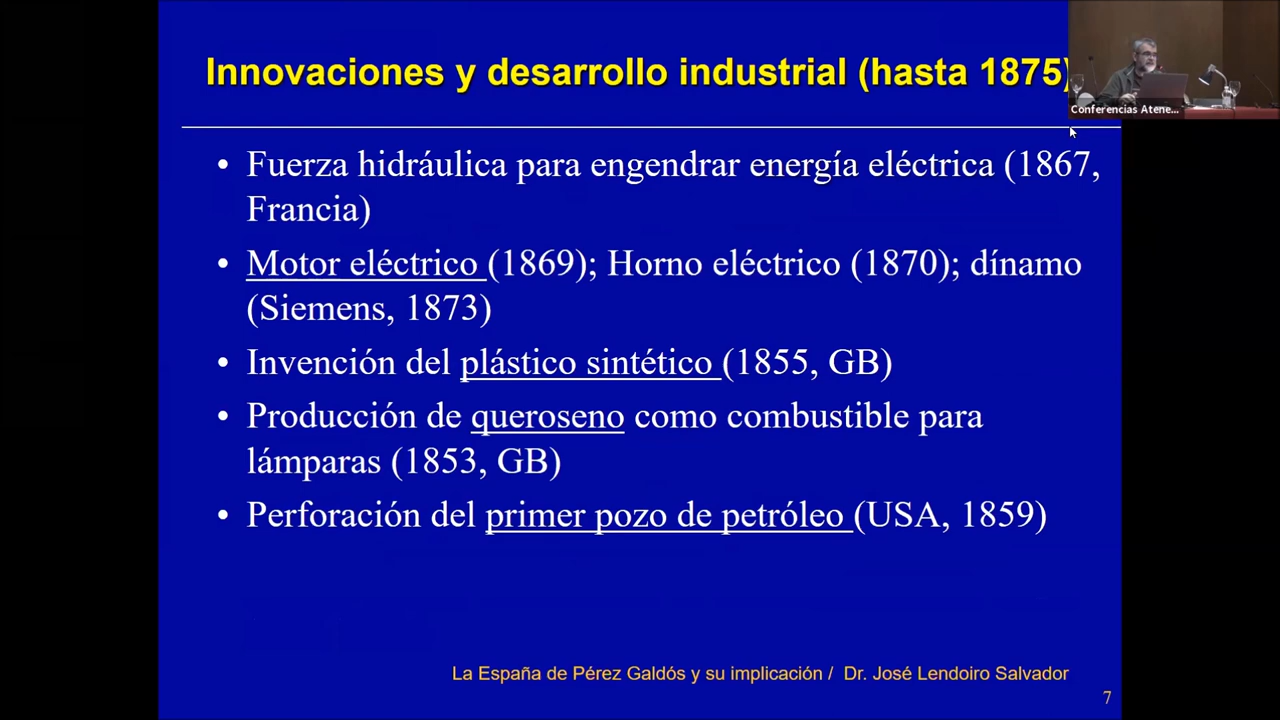 Innovaciones y desarrollo industrial (hasta 1875)
Conferencias Atene...
• Fuerza hidráulica para engendrar energía eléctrica (1867,
Francia)
• Motor eléctrico (1869); Horno eléctrico (1870); dínamo
(Siemens, 1873)
• Invención del plástico sintético (1855, GB)
• Producción de queroseno como combustible para
lámparas (1853, GB)
• Perforación del primer pozo de petróleo (USA, 1859)
La España de Pérez Galdós y su implicación / Dr. José Lendoiro Salvador
7